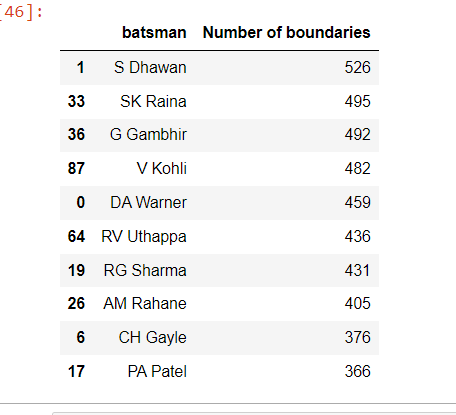 [46]:
batsman Number of boundaries
1 S Dhawan 526
33 SK Raina 495
36 G Gambhir 492
87 V Kohli 482
0 DA Warner 459
64 RV Uthappa 436
19 RG Sharma 431
26 AM Rahane 405
6 CH Gayle 376
17 PA Patel 366